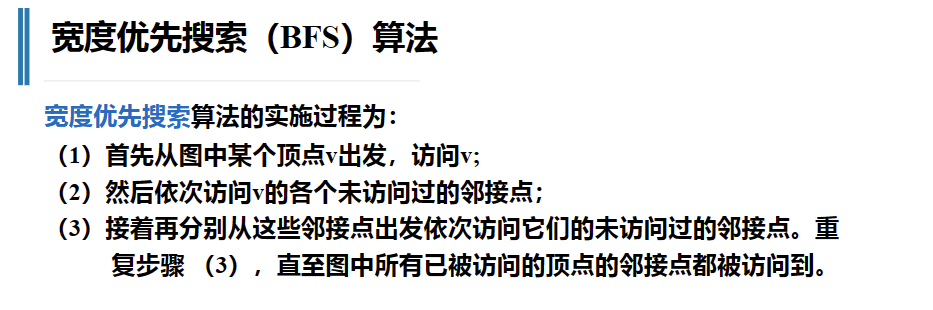 宽度优先搜索（BFS）算法
宽度优先搜索算法的实施过程为：
（1）首先从图中某个顶点v出发，访问v;
（2）然后依次访问v的各个未访问过的邻接点；
（3）接着再分别从这些邻接点出发依次访问它们的未访问过的邻接点。重
复步骤 （3），直至图中所有已被访问的顶点的邻接点都被访问到。